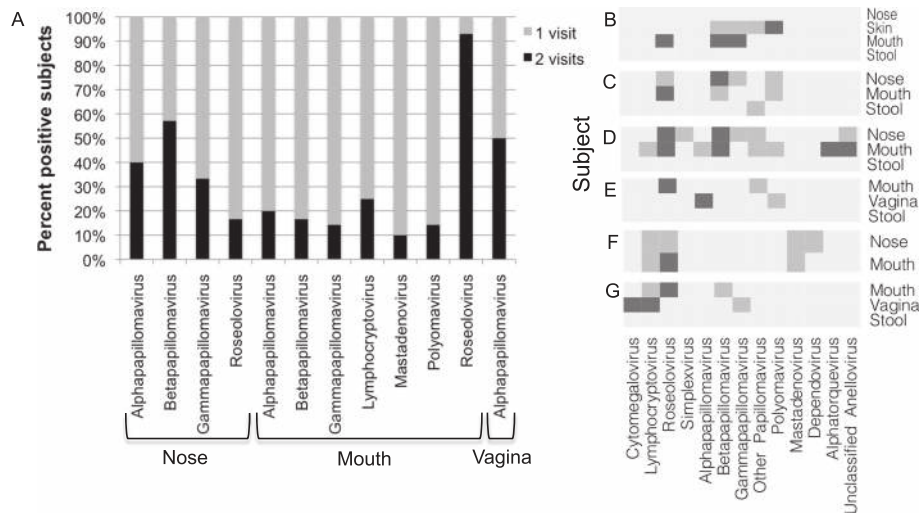 A
Percent positive subjects
100%
90%
80%
70%
60%
50%
40%
30%
20%
10%
0%
1 visit
2 visits
Alphapapillomavirus
Betapapillomavirus
Gammapapillomavirus
Roseolovirus
Alphapapillomavirus
Betapapillomavirus
Gammapapillomavirus
Lymphocryptovirus
Mastadenovirus
Polyomavirus
Roseolovirus
Alphapapillomavirus
Nose
Mouth
Vagina
Subject
B
Nose
Skin
Mouth
Stool
C
Nose
Mouth
Stool
D
Nose
Mouth
Stool
E
Mouth
Vagina
Stool
F
Nose
Mouth
G
Mouth
Vagina
Stool
Cytomegalovirus
Lymphocryptovirus
Roseolovirus
Simplexvirus
Alphapapillomavirus
Betapapillomavirus
Gammapapillomavirus
Other Papillomavirus
Polyomavirus
Mastadenovirus
Dependovirus
Alphatorquevirus
Unclassified Anellovirus